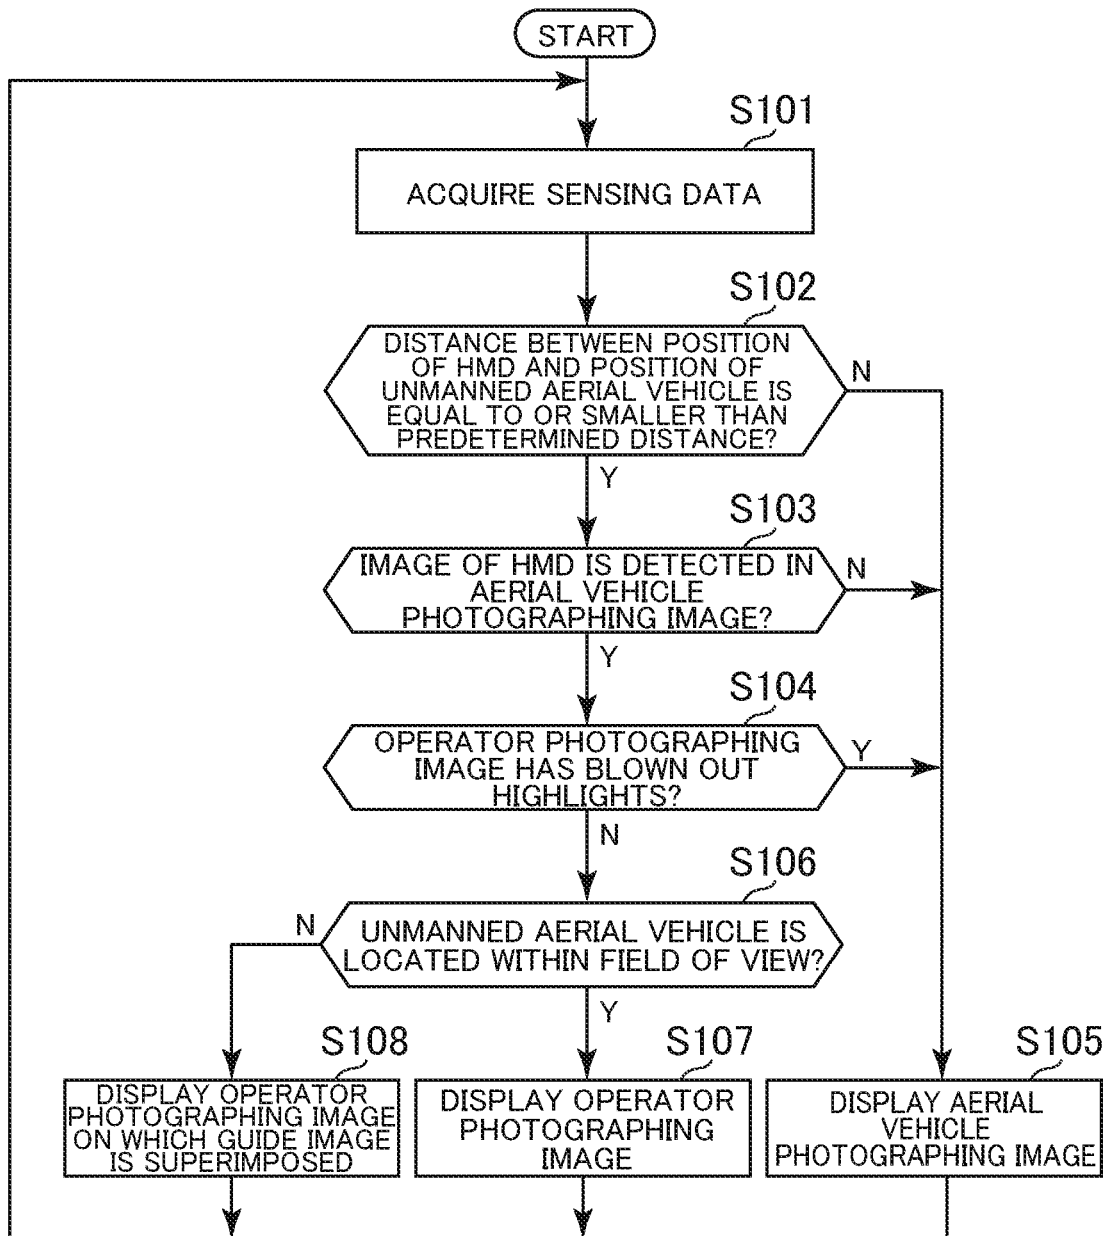 START
S101
ACQUIRE SENSING DATA
S102
DISTANCE BETWEEN POSITION
OF HMD AND POSITION OF
UNMANNED AERIAL VEHICLE IS
EQUAL TO OR SMALLER THAN
PREDETERMINED DISTANCE?
N
Y
S103
IMAGE OF HMD IS DETECTED IN
AERIAL VEHICLE
PHOTOGRAPHING IMAGE?
N
Y
S104
OPERATOR PHOTOGRAPHING
IMAGE HAS BLOWN OUT
HIGHLIGHTS?
Y
N
S106
UNMANNED AERIAL VEHICLE IS
LOCATED WITHIN FIELD OF VIEW?
N
Y
S108
DISPLAY OPERATOR
PHOTOGRAPHING IMAGE
ON WHICH GUIDE IMAGE
IS SUPERIMPOSED
S107
DISPLAY OPERATOR
PHOTOGRAPHING
IMAGE
S105
DISPLAY AERIAL
VEHICLE
PHOTOGRAPHING IMAGE